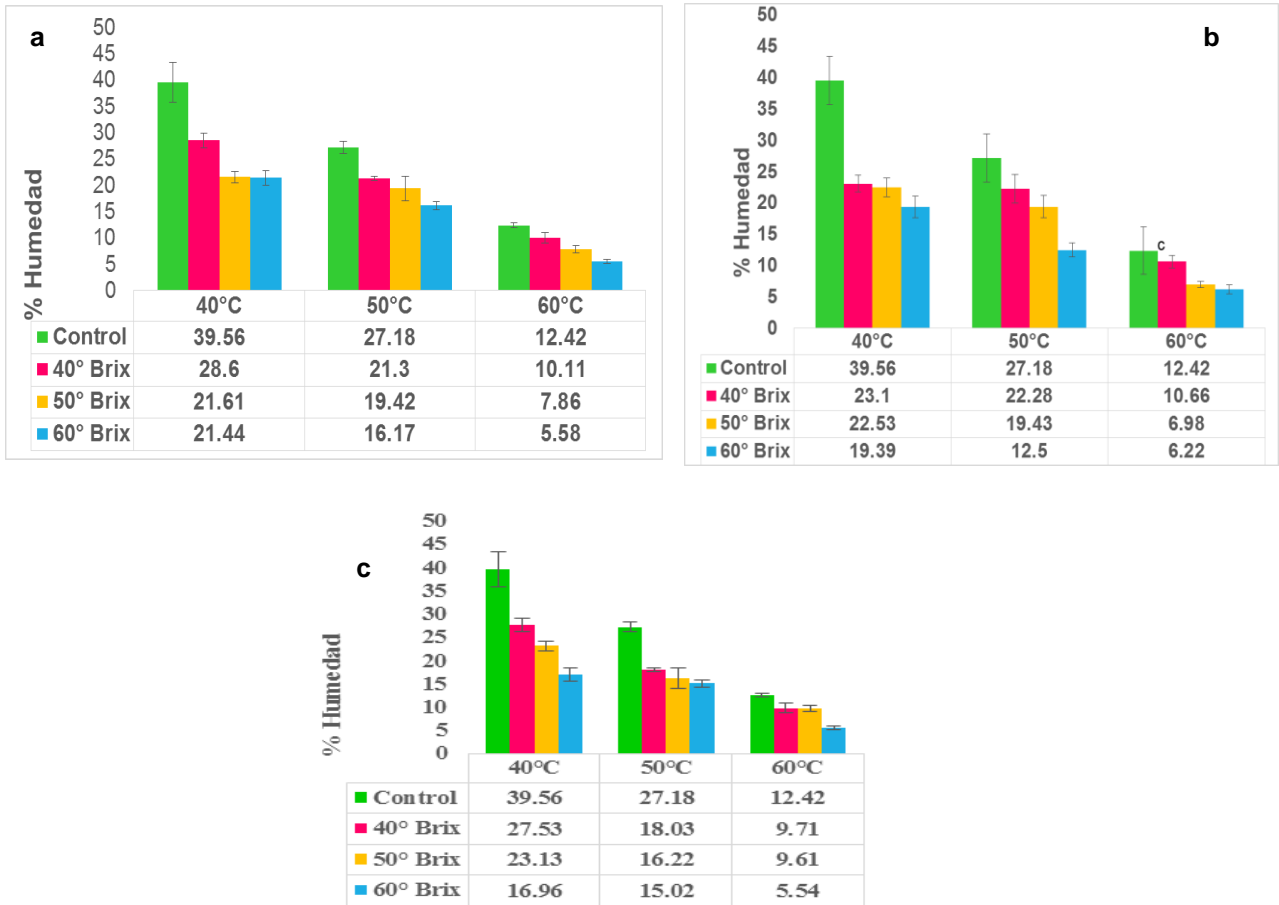 a
50
45
40
35
30
25
20
15
10
5
0
% Humedad
40°C 50°C 60°C
Control 39.56 27.18 12.42
40° Brix 28.6 21.3 10.11
50° Brix 21.61 19.42 7.86
60° Brix 21.44 16.17 5.58
b
50
45
40
35
30
25
20
15
10
5
0
% Humedad
c
40°C 50°C 60°C
Control 39.56 27.18 12.42
40° Brix 23.1 22.28 10.66
50° Brix 22.53 19.43 6.98
60° Brix 19.39 12.5 6.22
c
50
45
40
35
30
25
20
15
10
5
0
% Humedad
40°C 50°C 60°C
Control 39.56 27.18 12.42
40° Brix 27.53 18.03 9.71
50° Brix 23.13 16.22 9.61
60° Brix 16.96 15.02 5.54